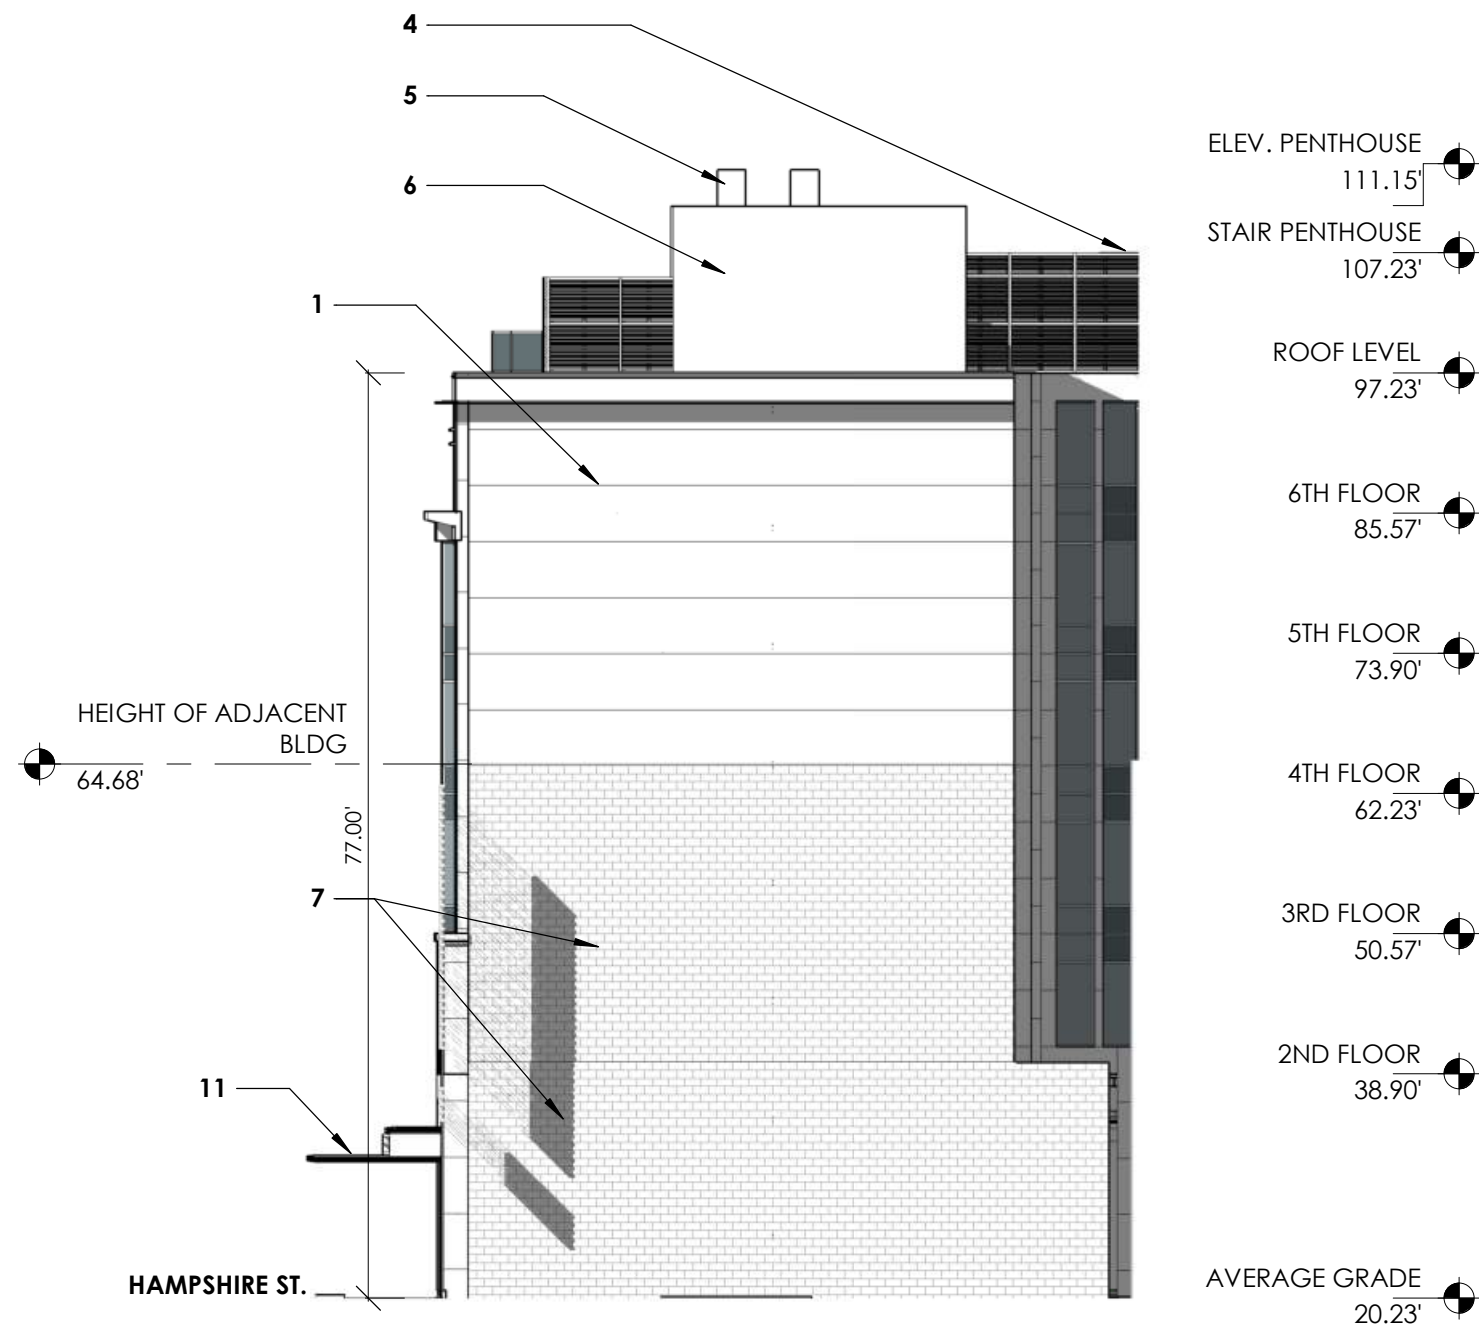 4
5
6
1
ELEV. PENTHOUSE
111.15'
STAIR PENTHOUSE
107.23'
ROOF LEVEL
97.23'
6TH FLOOR
85.57'
5TH FLOOR
73.90'
HEIGHT OF ADJACENT
BLDG
64.68'
4TH FLOOR
62.23'
77.00'
7
3RD FLOOR
50.57'
2ND FLOOR
38.90'
11
HAMPSHIRE ST.
AVERAGE GRADE
20.23'